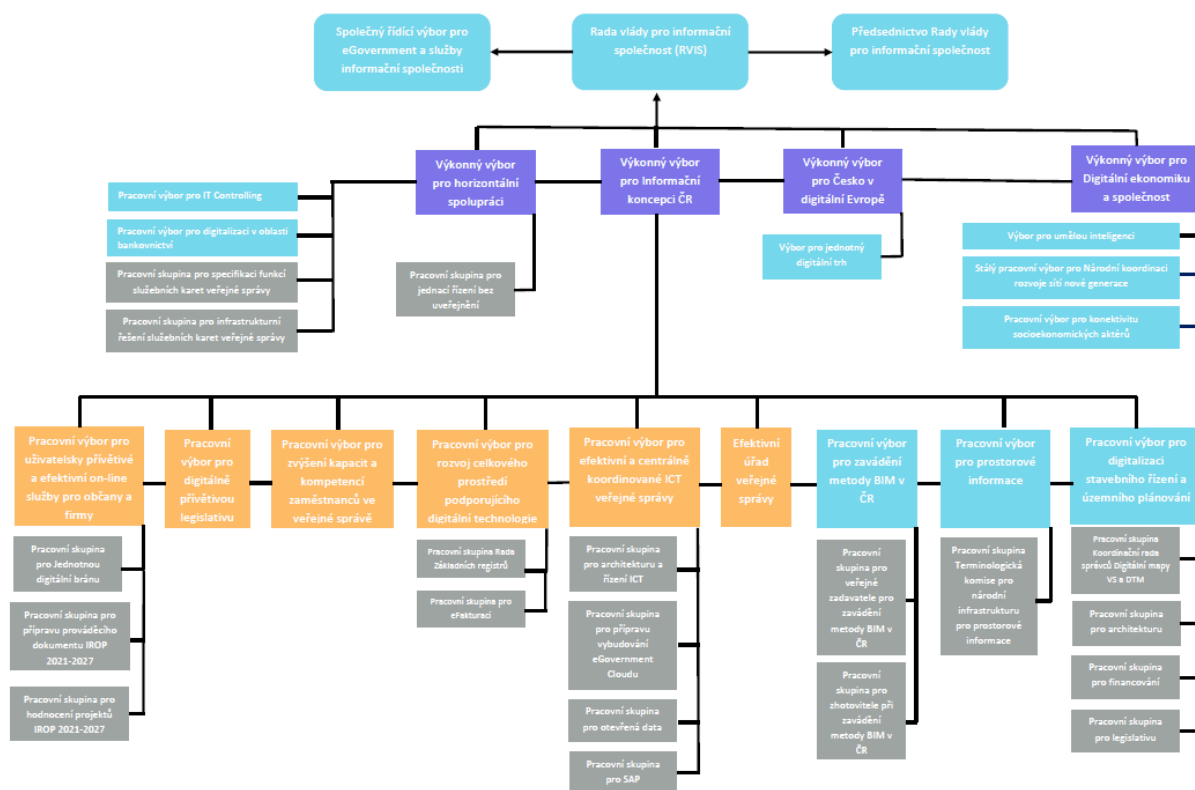 Společný řídící výbor pro
eGovernment a služby
informační společnosti
Rada vlády pro informační
společnost (RVIS)
Předsednictvo Rady vlády
pro informační společnost
Výkonný výbor
pro horizontální
spolupráci
Výkonný výbor
pro Informační
koncepci ČR
Výkonný výbor
pro Česko v
digitální Evropě
Výkonný výbor pro
Digitální ekonomiku
a společnost
Pracovní výbor pro IT Controlling
Pracovní výbor pro digitalizaci v oblasti
bankovnictví
Pracovní skupina pro specifikaci funkcí
služebních karet veřejné správy
Pracovní skupina pro infrastrukturní
řešení služebních karet veřejné správy
Pracovní skupina pro
jednací řízení bez
uveřejnění
Výbor pro jednotný
digitální trh
Výbor pro umělou inteligenci
Stálý pracovní výbor pro Národní koordinaci
rozvoje sítí nové generace
Pracovní výbor pro konektivitu
socioekonomických aktérů
Pracovní výbor pro
uživatelsky přívětivé
a efektivní on-line
služby pro občany a
firmy
Pracovní
výbor pro
digitálně
přívětivou
legislativu
Pracovní výbor pro
zvýšení kapacit a
kompetencí
zaměstnanců ve
veřejné správě
Pracovní výbor pro
rozvoj celkového
prostředí
podporujícího
digitální technologie
Pracovní výbor pro
efektivní a centrálně
koordinované ICT
veřejné správy
Efektivní
úřad
veřejné
správy
Pracovní výbor
pro zavádění
metody BIM v
ČR
Pracovní výbor
pro prostorové
informace
Pracovní výbor pro
digitalizaci
stavebního řízení a
územního plánování
Pracovní skupina
pro Jednotnou
digitální bránu
Pracovní skupina pro
přípravu prováděcího
dokumentu IROP
2021-2027
Pracovní skupina pro
hodnocení projektů
IROP 2021-2027
Pracovní skupina Rada
Základních registrů
Pracovní skupina pro
eFakturaci
Pracovní skupina
pro architekturu a
řízení ICT
Pracovní skupina
pro přípravu
vybudování
eGovernment
Cloudu
Pracovní skupina
pro otevřená data
Pracovní skupina
pro SAP
Pracovní
skupina pro
veřejné
zadavatele pro
zavádění
metody BIM v
ČR
Pracovní
skupina pro
zhotovitele při
zavádění
metody BIM v
ČR
Pracovní skupina
Terminologická
komise pro
národní
infrastrukturu
pro prostorové
informace
Pracovní skupina
Koordinační rada
správců Digitální mapy
VS a DTM
Pracovní skupina
pro architekturu
Pracovní skupina
pro financování
Pracovní skupina
pro legislativu